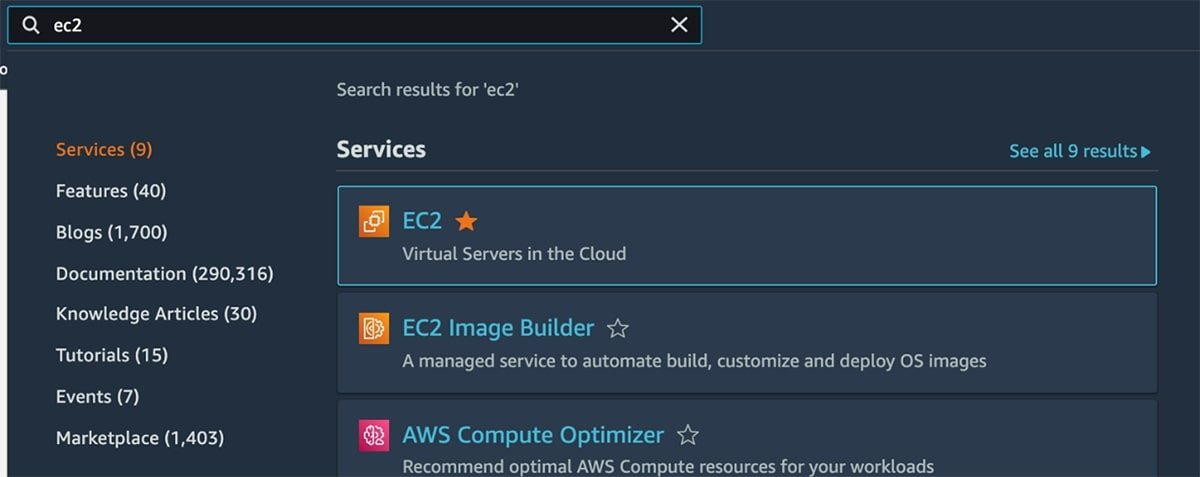 ec2
Search results for 'ec2'
Services (9)
Features (40)
Blogs (1,700)
Documentation (290,316)
Knowledge Articles (30)
Tutorials (15)
Events (7)
Marketplace (1,403)
Services
See all 9 results
EC2
Virtual Servers in the Cloud
EC2 Image Builder
A managed service to automate build, customize and deploy OS images
AWS Compute Optimizer
Recommend optimal AWS Compute resources for your workloads